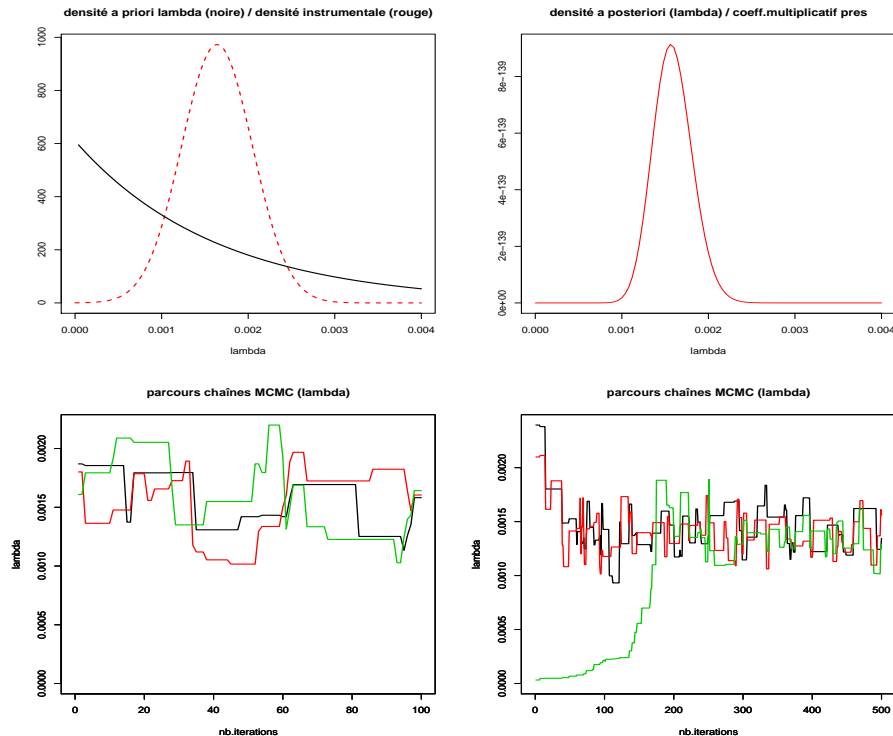 densité a priori lambda (noire) / densité instrumentale (rouge)
1000
800
600
400
200
0
0.000 0.001 0.002 0.003 0.004
lambda
densité a posteriori (lambda) / coeff.multiplicatif pres
8e-139
6e-139
4e-139
2e-139
0e+00
0.000 0.001 0.002 0.003 0.004
lambda
parcours chaînes MCMC (lambda)
lambda
0.0020
0.0015
0.0010
0.0005
0.0000
0 20 40 60 80 100
nb.iterations
parcours chaînes MCMC (lambda)
lambda
0.0020
0.0015
0.0010
0.0005
0.0000
0 100 200 300 400 500
nb.iterations